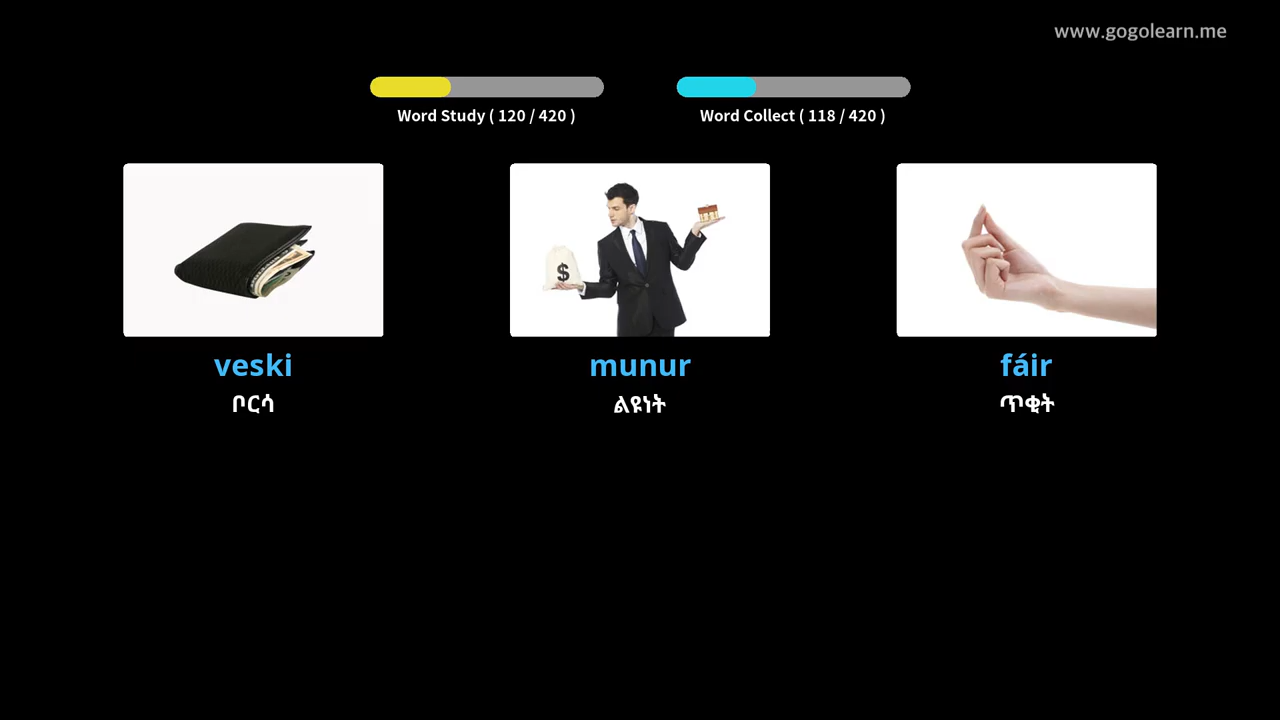 www.gogolearn.me
Word Study ( 120 / 420 )
Word Collect ( 118 / 420 )
$
veski
munur
fáir
ቦርሳ
ልዩነት
ጥቂት